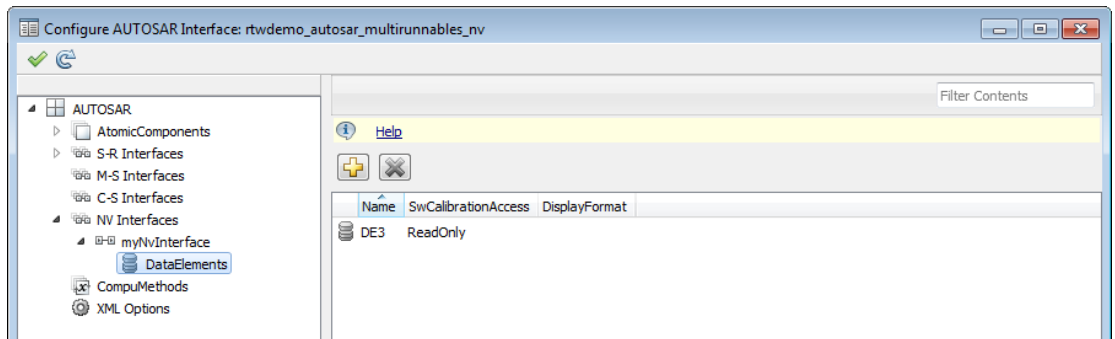 Configure AUTOSAR Interface: rtwdemo_autosar_multirunnables_nv
Filter Contents
AUTOSAR
AtomicComponents
S-R Interfaces
M-S Interfaces
C-S Interfaces
NV Interfaces
myNvInterface
DataElements
CompuMethods
XML Options
Help
Name SwCalibrationAccess DisplayFormat
DE3 ReadOnly